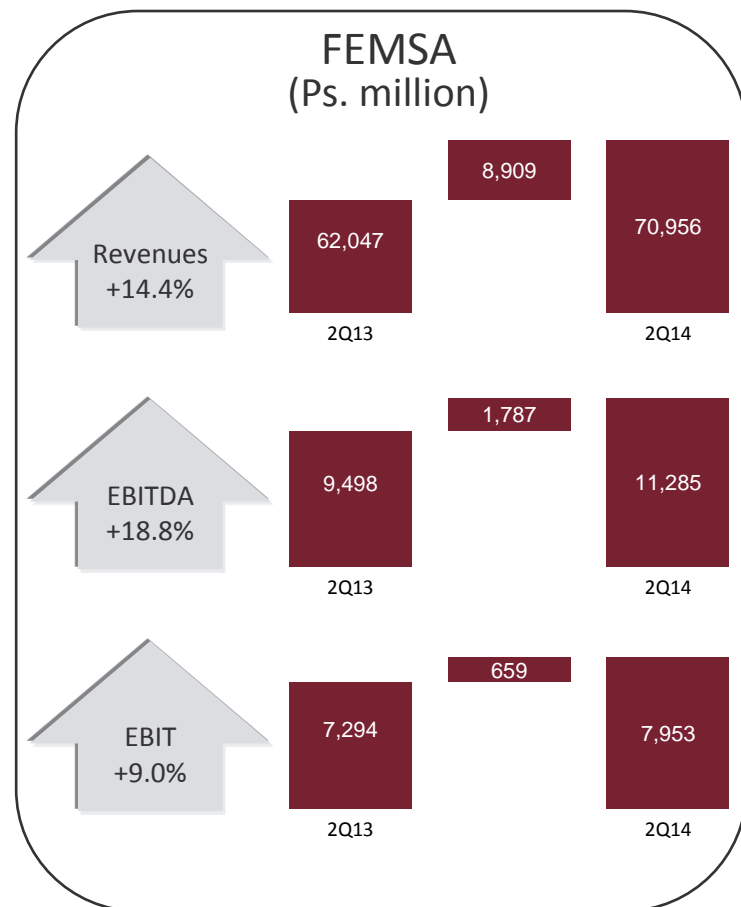 FEMSA
(Ps. million)
Revenues
+14.4%
62,047
8,909
70,956
2Q13
2Q14
EBITDA
+18.8%
9,498
1,787
11,285
2Q13
2Q14
EBIT
+9.0%
7,294
659
7,953
2Q13
2Q14